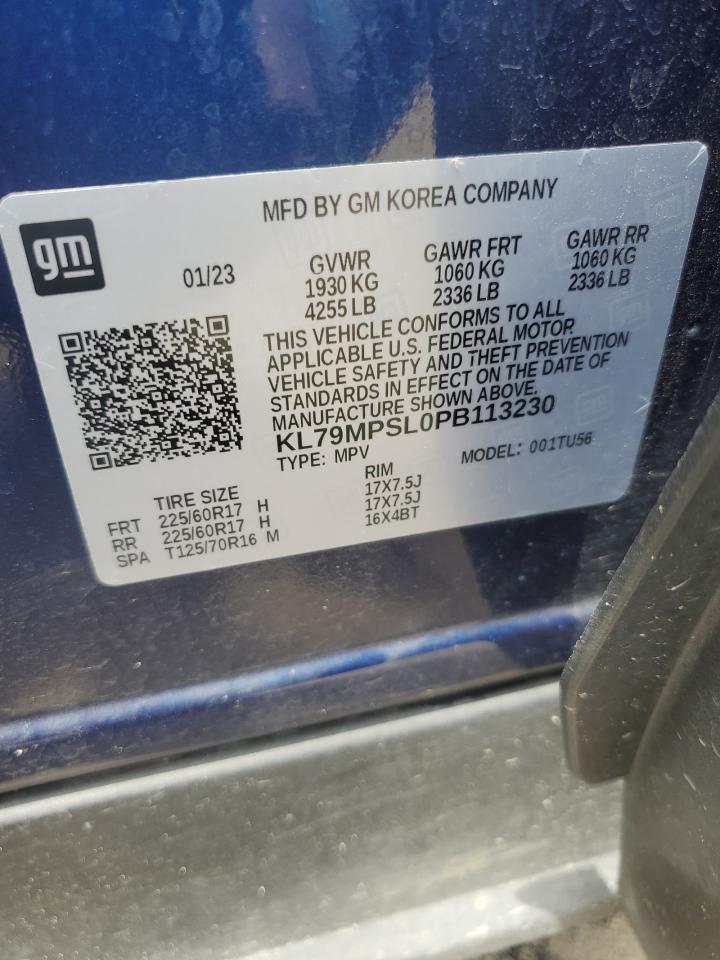 MFD BY GM KOREA COMPANY
gm
01/23
GVWR
1930 KG
4255 LB
GAWR FRT
1060 KG
2336 LB
GAWR RR
1060 KG
2336 LB
THIS VEHICLE CONFORMS TO ALL
APPLICABLE U.S. FEDERAL MOTOR
VEHICLE SAFETY AND THEFT PREVENTION
STANDARDS IN EFFECT ON THE DATE OF
MANUFACTURE SHOWN ABOVE.
KL79MPSL0PB113230
TYPE: MPV MODEL: 001TU56
TIRE SIZE RIM
FRT 225/60R17 H 17X7.5J
RR 225/60R17 H 17X7.5J
SPA T125/70R16 M 16X4BT